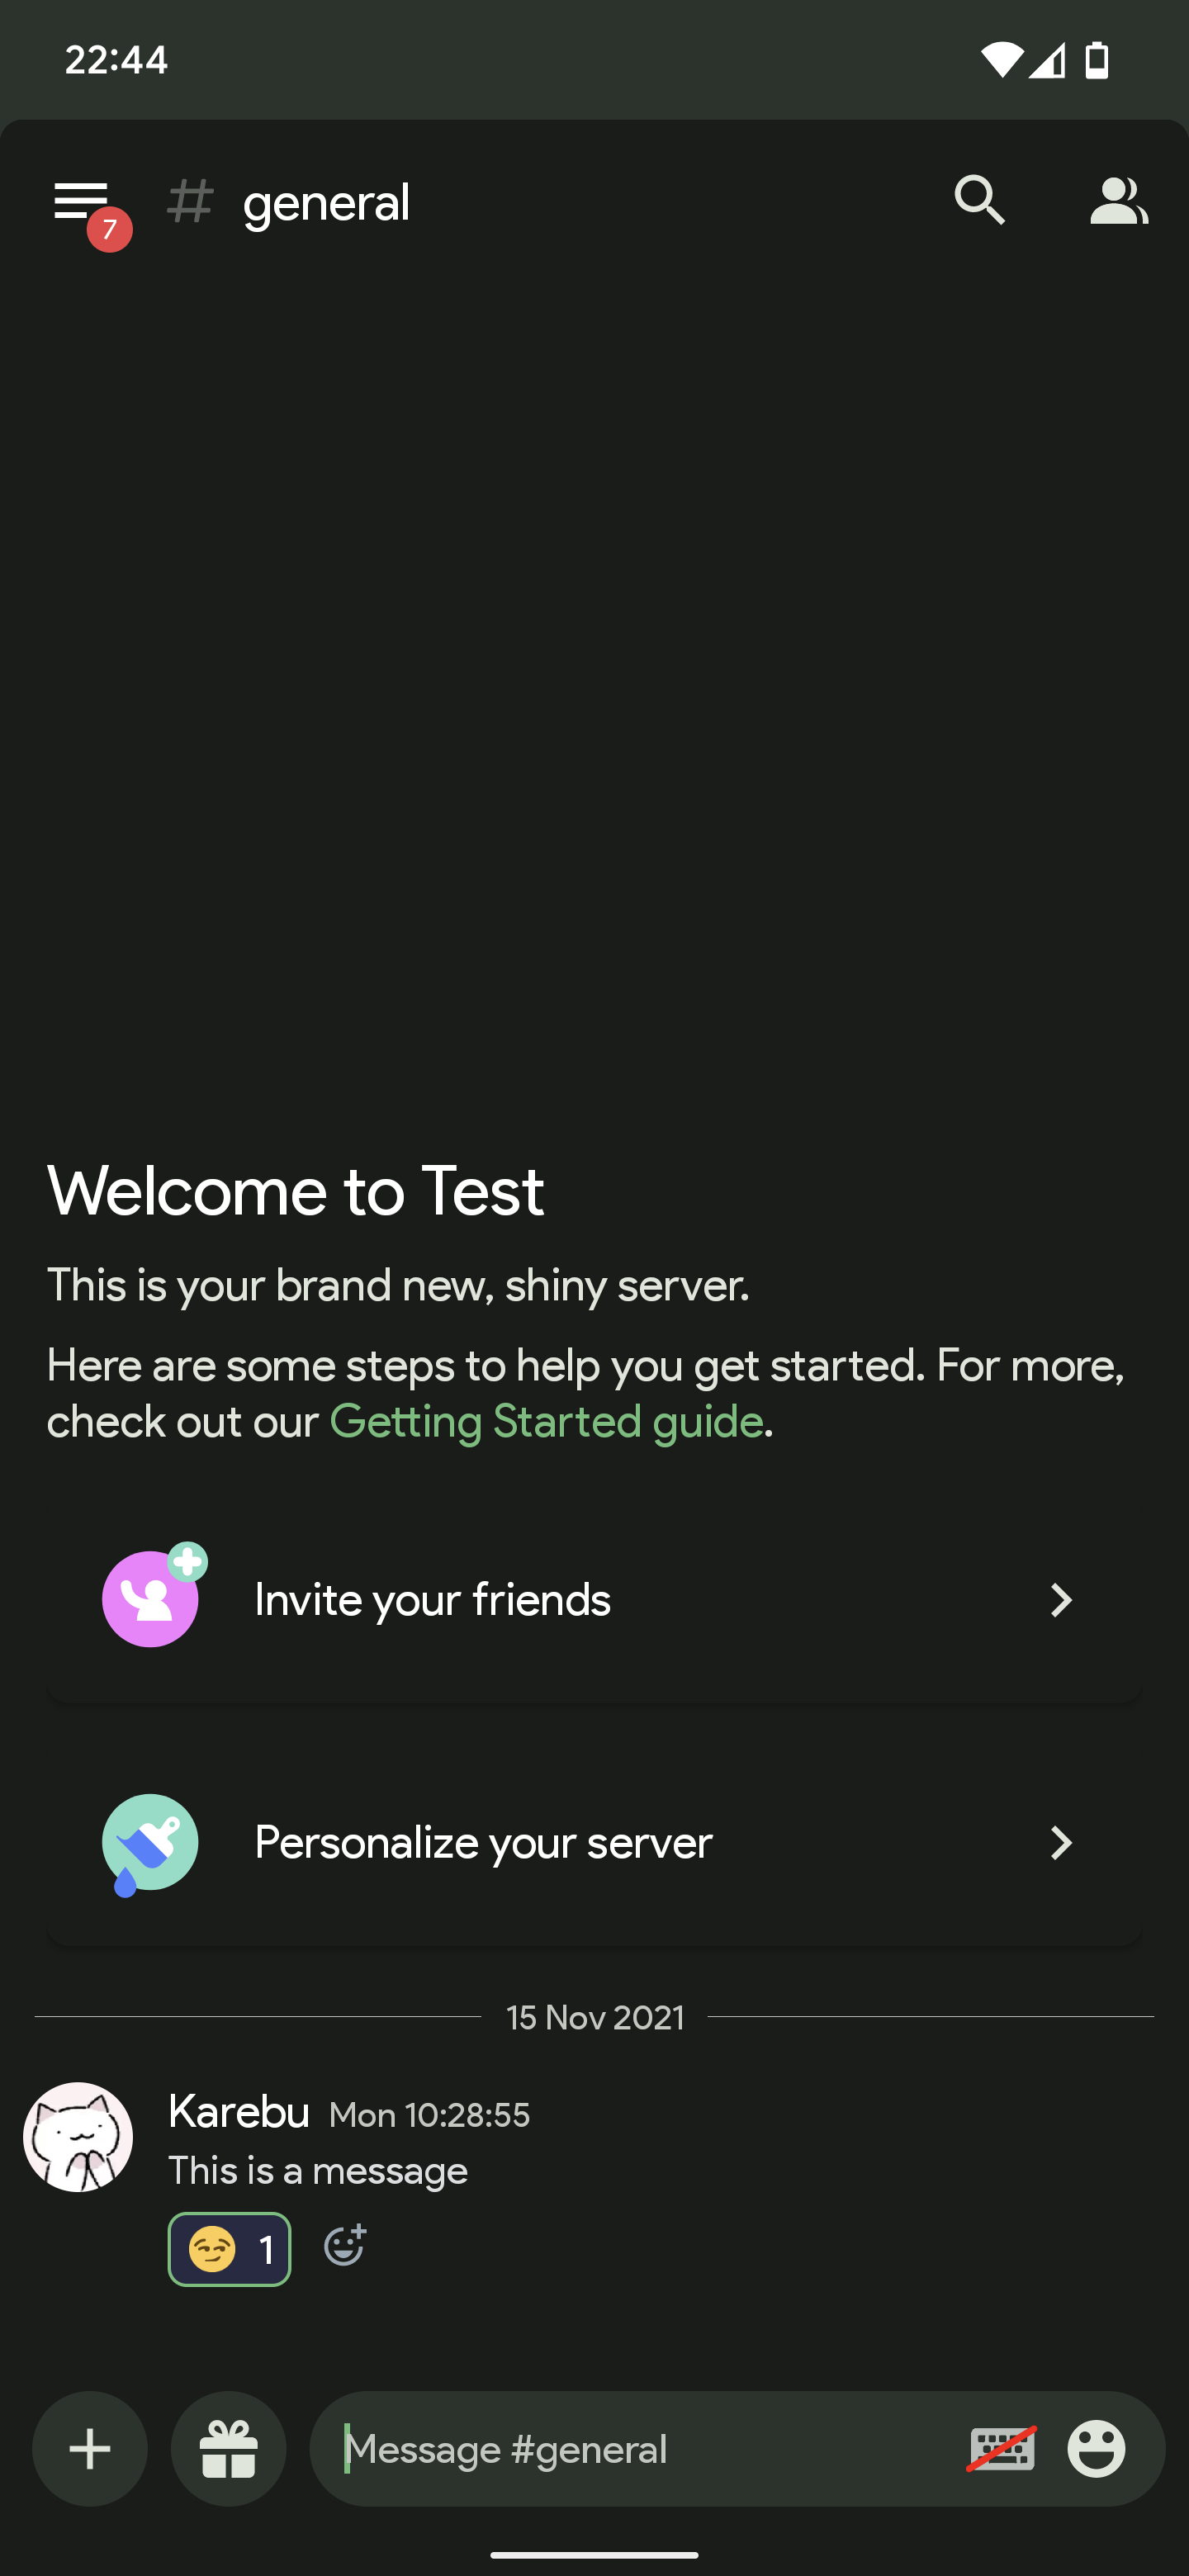 22:44
7
# general
Welcome to Test
This is your brand new, shiny server.
Here are some steps to help you get started. For more,
check out our Getting Started guide.
Invite your friends
Personalize your server
15 Nov 2021
Karebu Mon 10:28:55
This is a message
😏 1
Message #general